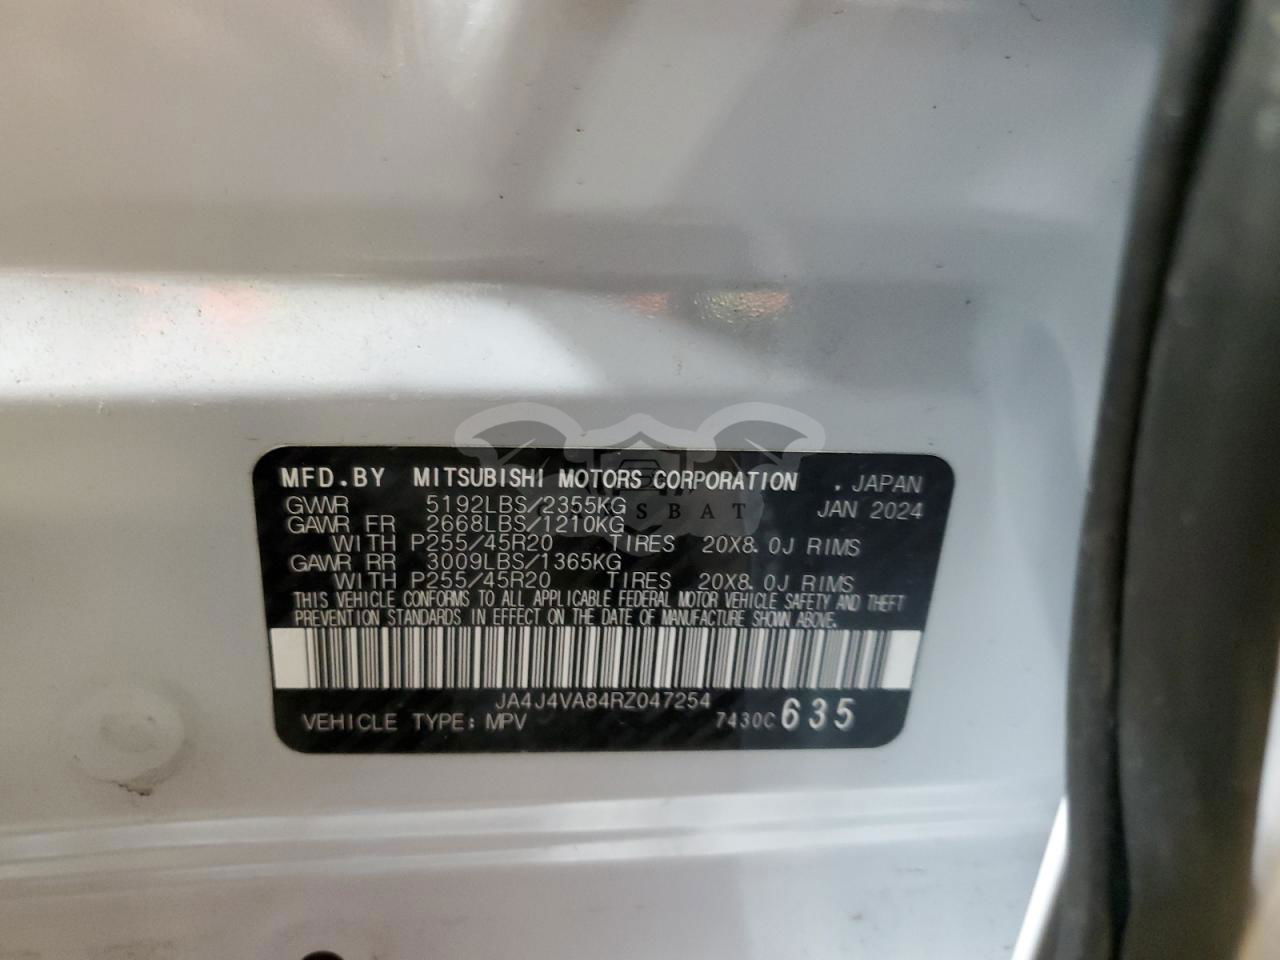 MFD.BY MITSUBISHI MOTORS CORPORATION . JAPAN
GVWR 5192LBS/2355KG JAN 2024
GAWR FR 2668LBS/1210KG
WITH P255/45R20 TIRES 20X8.0J RIMS
GAWR RR 3009LBS/1365KG
WITH P255/45R20 TIRES 20X8.0J RIMS
THIS VEHICLE CONFORMS TO ALL APPLICABLE FEDERAL MOTOR VEHICLE SAFETY AND THEFT
PREVENTION STANDARDS IN EFFECT ON THE DATE OF MANUFACTURE SHOWN ABOVE.
JA4J4VA84RZ047254
VEHICLE TYPE: MPV 7430C 635